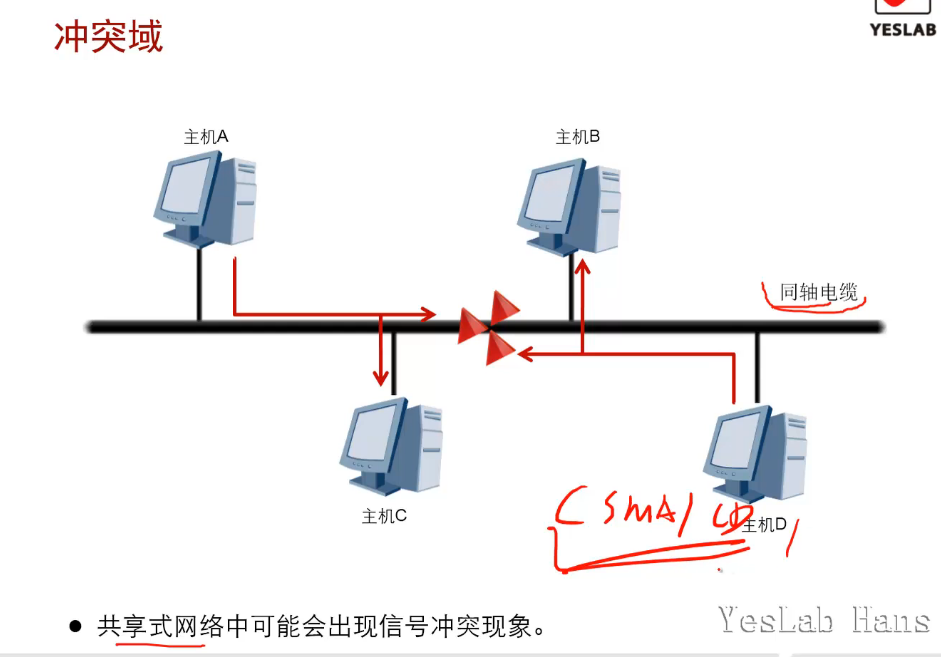 冲突域
YESLAB
主机A
主机B
同轴电缆
主机C
CSMA/CD
主机D
● 共享式网络中可能会出现信号冲突现象。
YesLab Hans